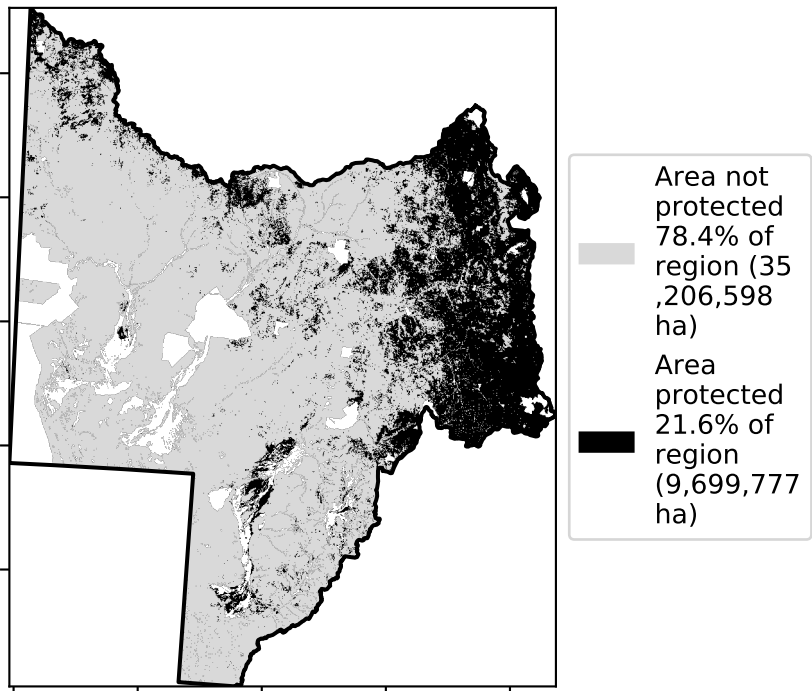 Area not
protected
78.4% of
region (35
,206,598
ha)
Area
protected
21.6% of
region
(9,699,777
ha)